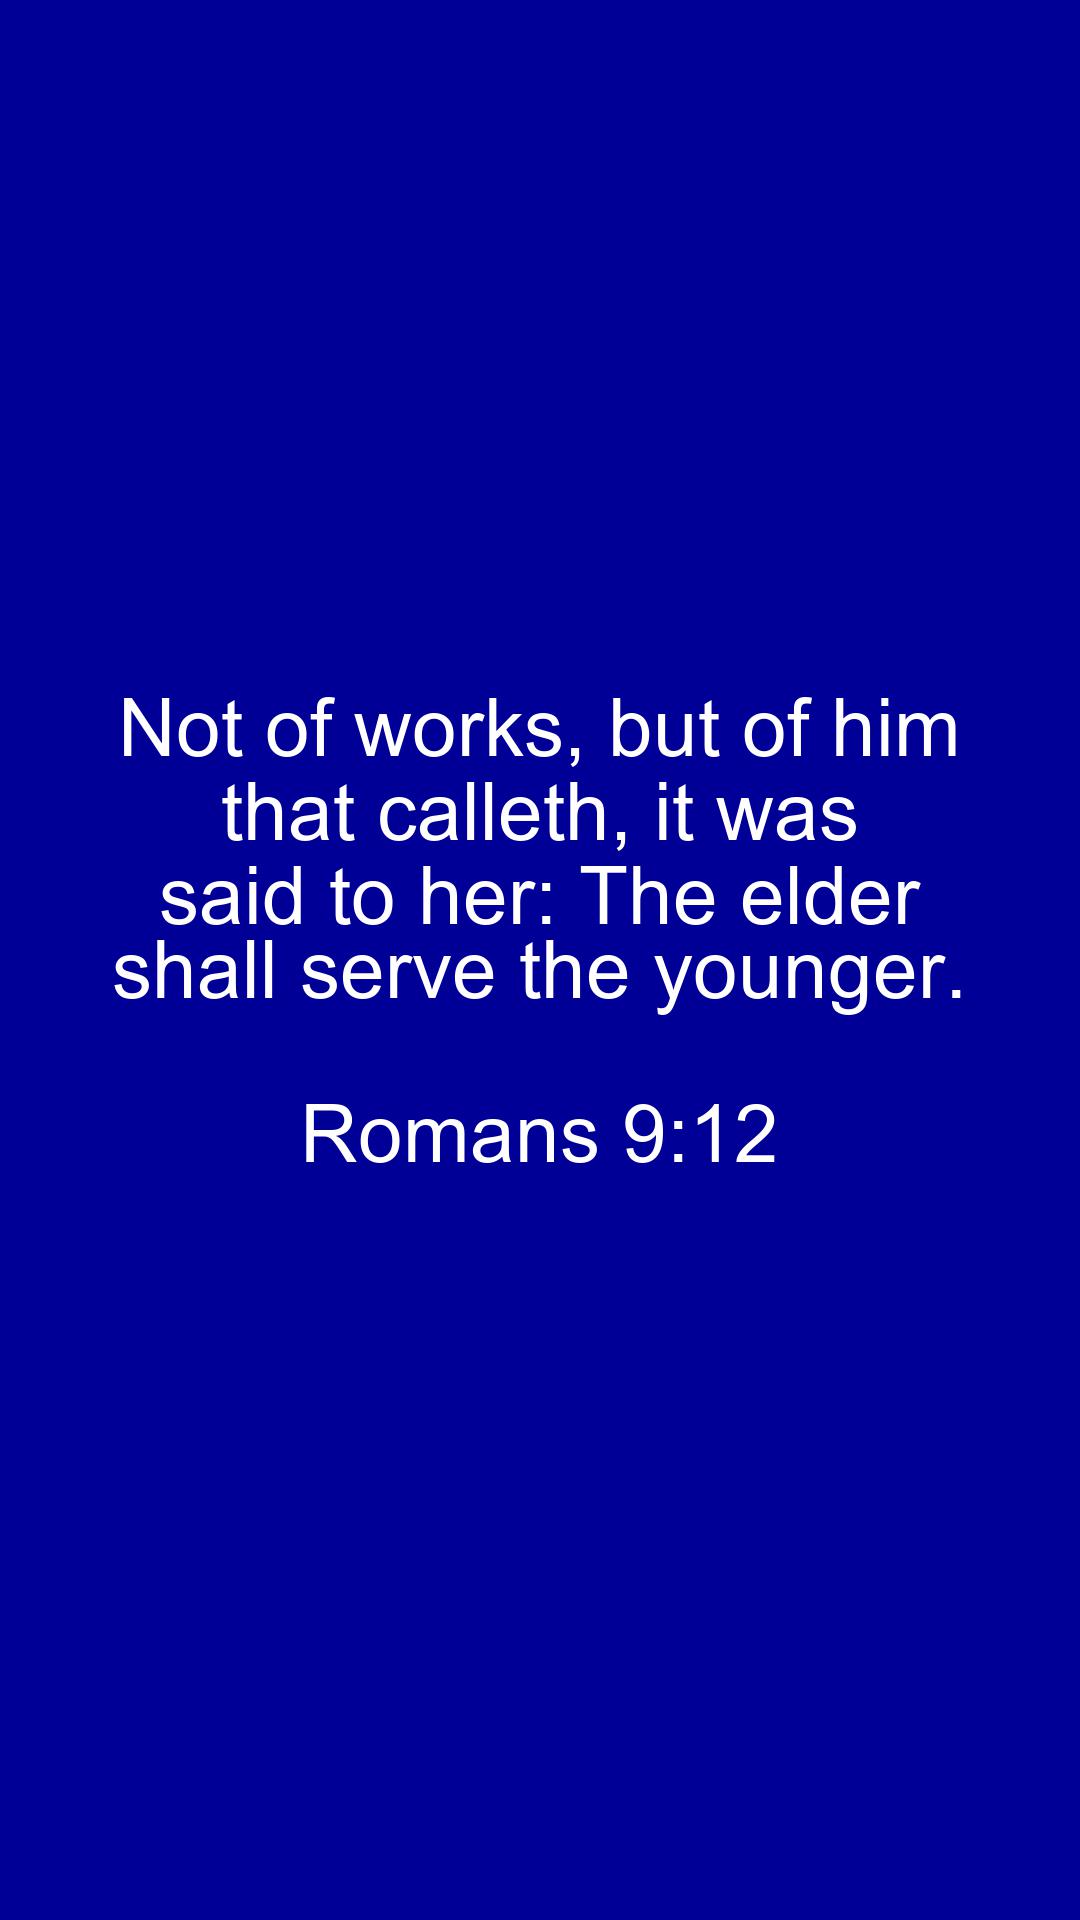 Not of works, but of him
that calleth, it was
said to her: The elder
shall serve the younger.
Romans 9:12